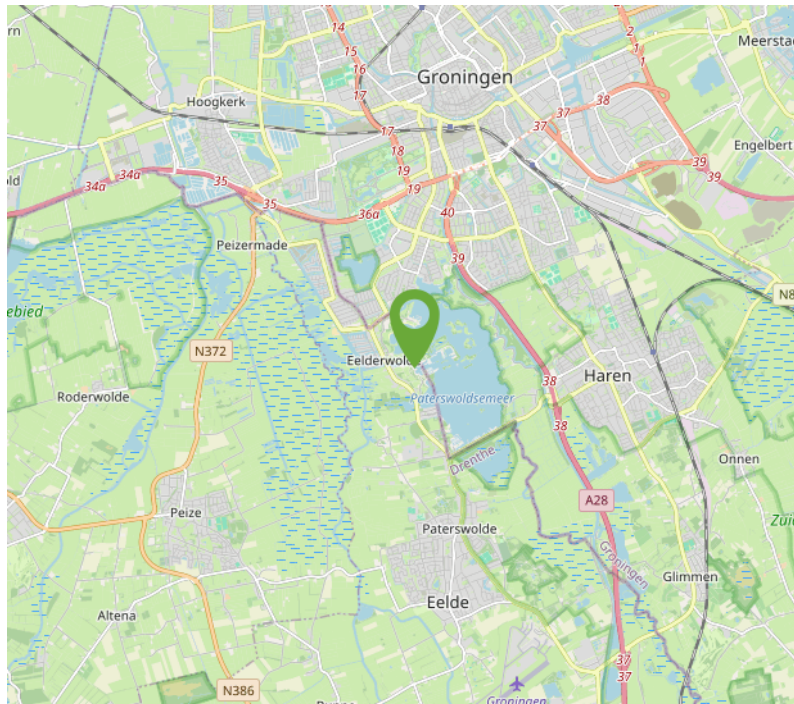 14
2
rn
15
1
Meersta
16
Groningen
1
17
38
Hoogkerk
37
17
37
18
Engelbert
39
34a
old
34a
35
19
39
19
35
36a
40
Peizermade
39
N8
ebied
N372
Eelderwolde
Haren
38
Roderwolde
Paterswoldsemeer
38
Drenthe
Onnen
A28
Peize
Paterswolde
Zuid
Groningen
Glimmen
Altena
Eelde
37
N386
37
Groningen